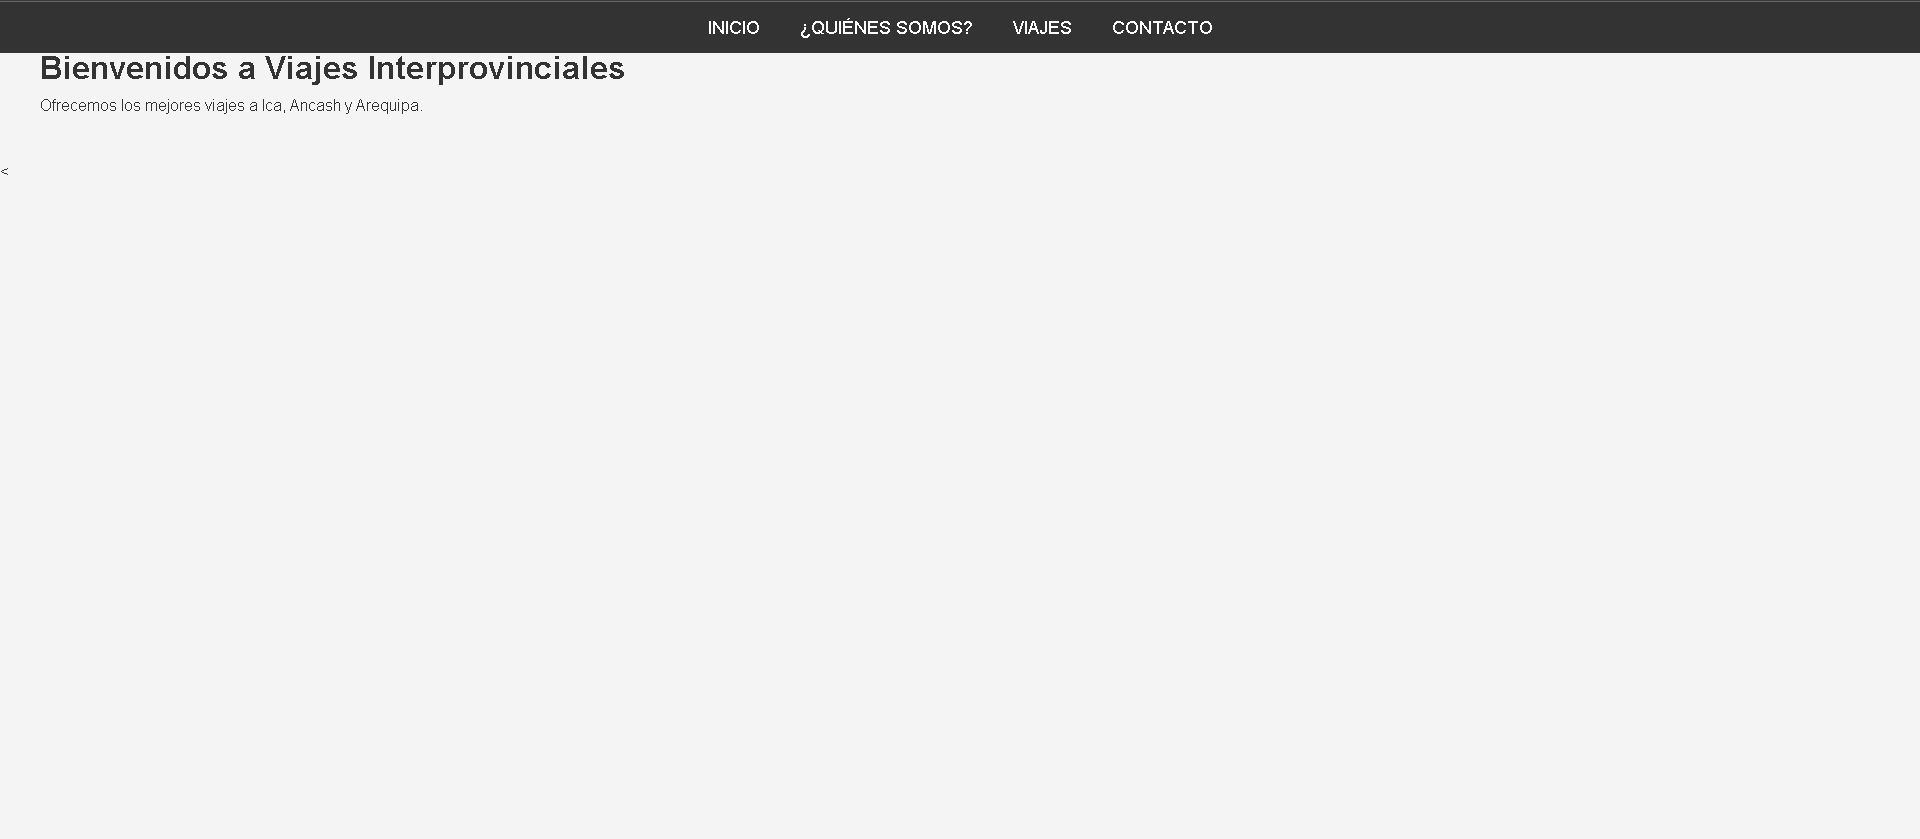 INICIO ¿QUIÉNES SOMOS? VIAJES CONTACTO
Bienvenidos a Viajes Interprovinciales
Ofrecemos los mejores viajes a Ica, Ancash y Arequipa.
<